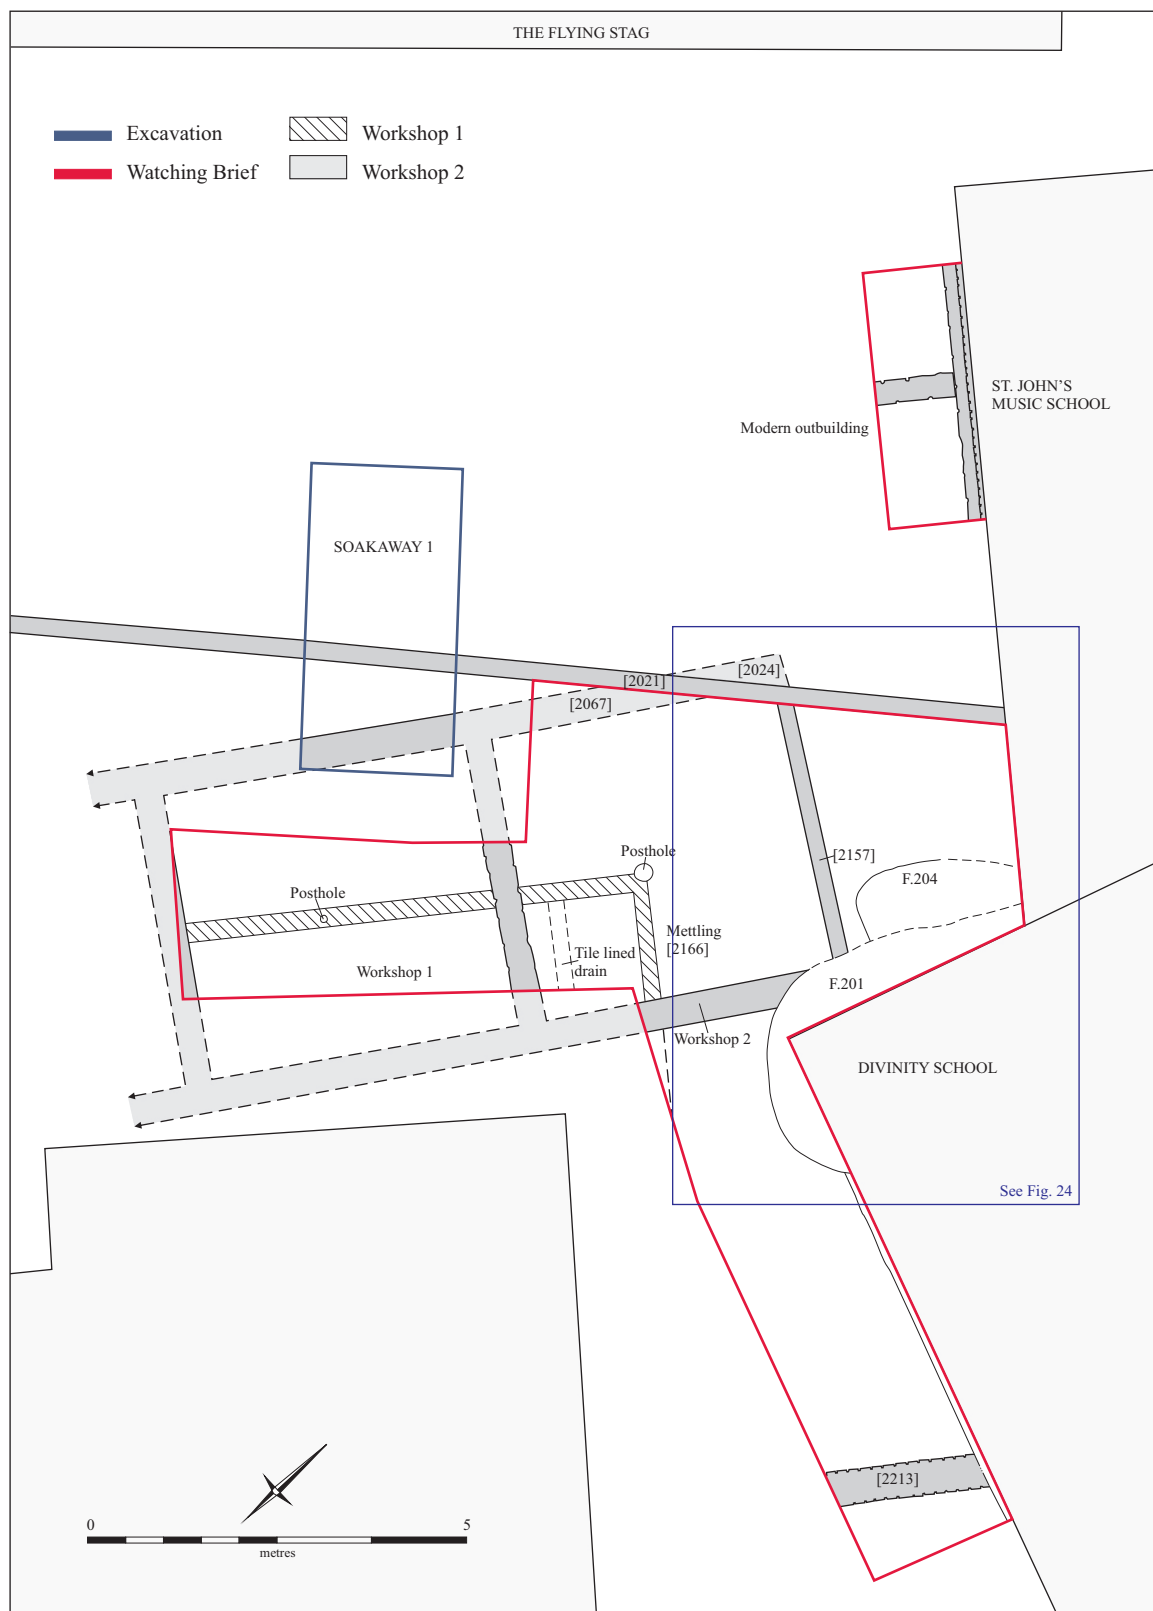 THE FLYING STAG
Excavation
Workshop 1
Watching Brief
Workshop 2
ST. JOHN'S
MUSIC SCHOOL
Modern outbuilding
SOAKAWAY 1
[2024]
[2021]
[2067]
Posthole
[2157]
F.204
Posthole
Mettling
[2166]
Tile lined
drain
Workshop 1
F.201
Workshop 2
DIVINITY SCHOOL
See Fig. 24
[2213]
0
5
metres